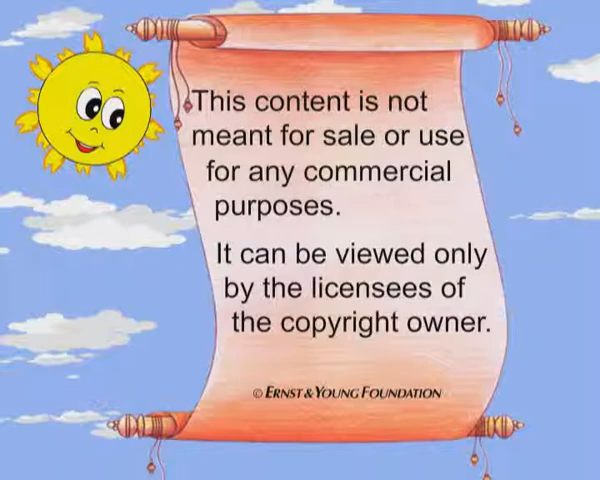 This content is not
meant for sale or use
for any commercial
purposes.
It can be viewed only
by the licensees of
the copyright owner.
© ERNST & YOUNG FOUNDATION